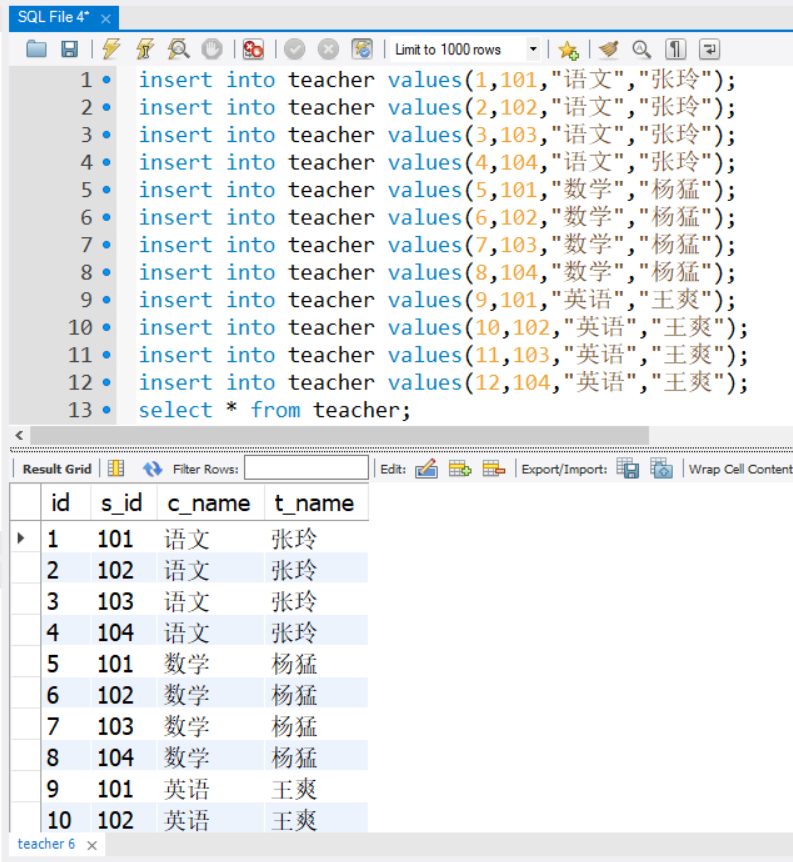 SQL File 4*
Limit to 1000 rows
1 insert into teacher values(1,101,"语文","张玲");
2 insert into teacher values(2,102,"语文","张玲");
3 insert into teacher values(3,103,"语文","张玲");
4 insert into teacher values(4,104,"语文","张玲");
5 insert into teacher values(5,101,"数学","杨猛");
6 insert into teacher values(6,102,"数学","杨猛");
7 insert into teacher values(7,103,"数学","杨猛");
8 insert into teacher values(8,104,"数学","杨猛");
9 insert into teacher values(9,101,"英语","王爽");
10 insert into teacher values(10,102,"英语","王爽");
11 insert into teacher values(11,103,"英语","王爽");
12 insert into teacher values(12,104,"英语","王爽");
13 select * from teacher;
Result Grid Filter Rows: Edit: Export/Import: Wrap Cell Content
id s_id c_name t_name
1 101 语文 张玲
2 102 语文 张玲
3 103 语文 张玲
4 104 语文 张玲
5 101 数学 杨猛
6 102 数学 杨猛
7 103 数学 杨猛
8 104 数学 杨猛
9 101 英语 王爽
10 102 英语 王爽
teacher 6